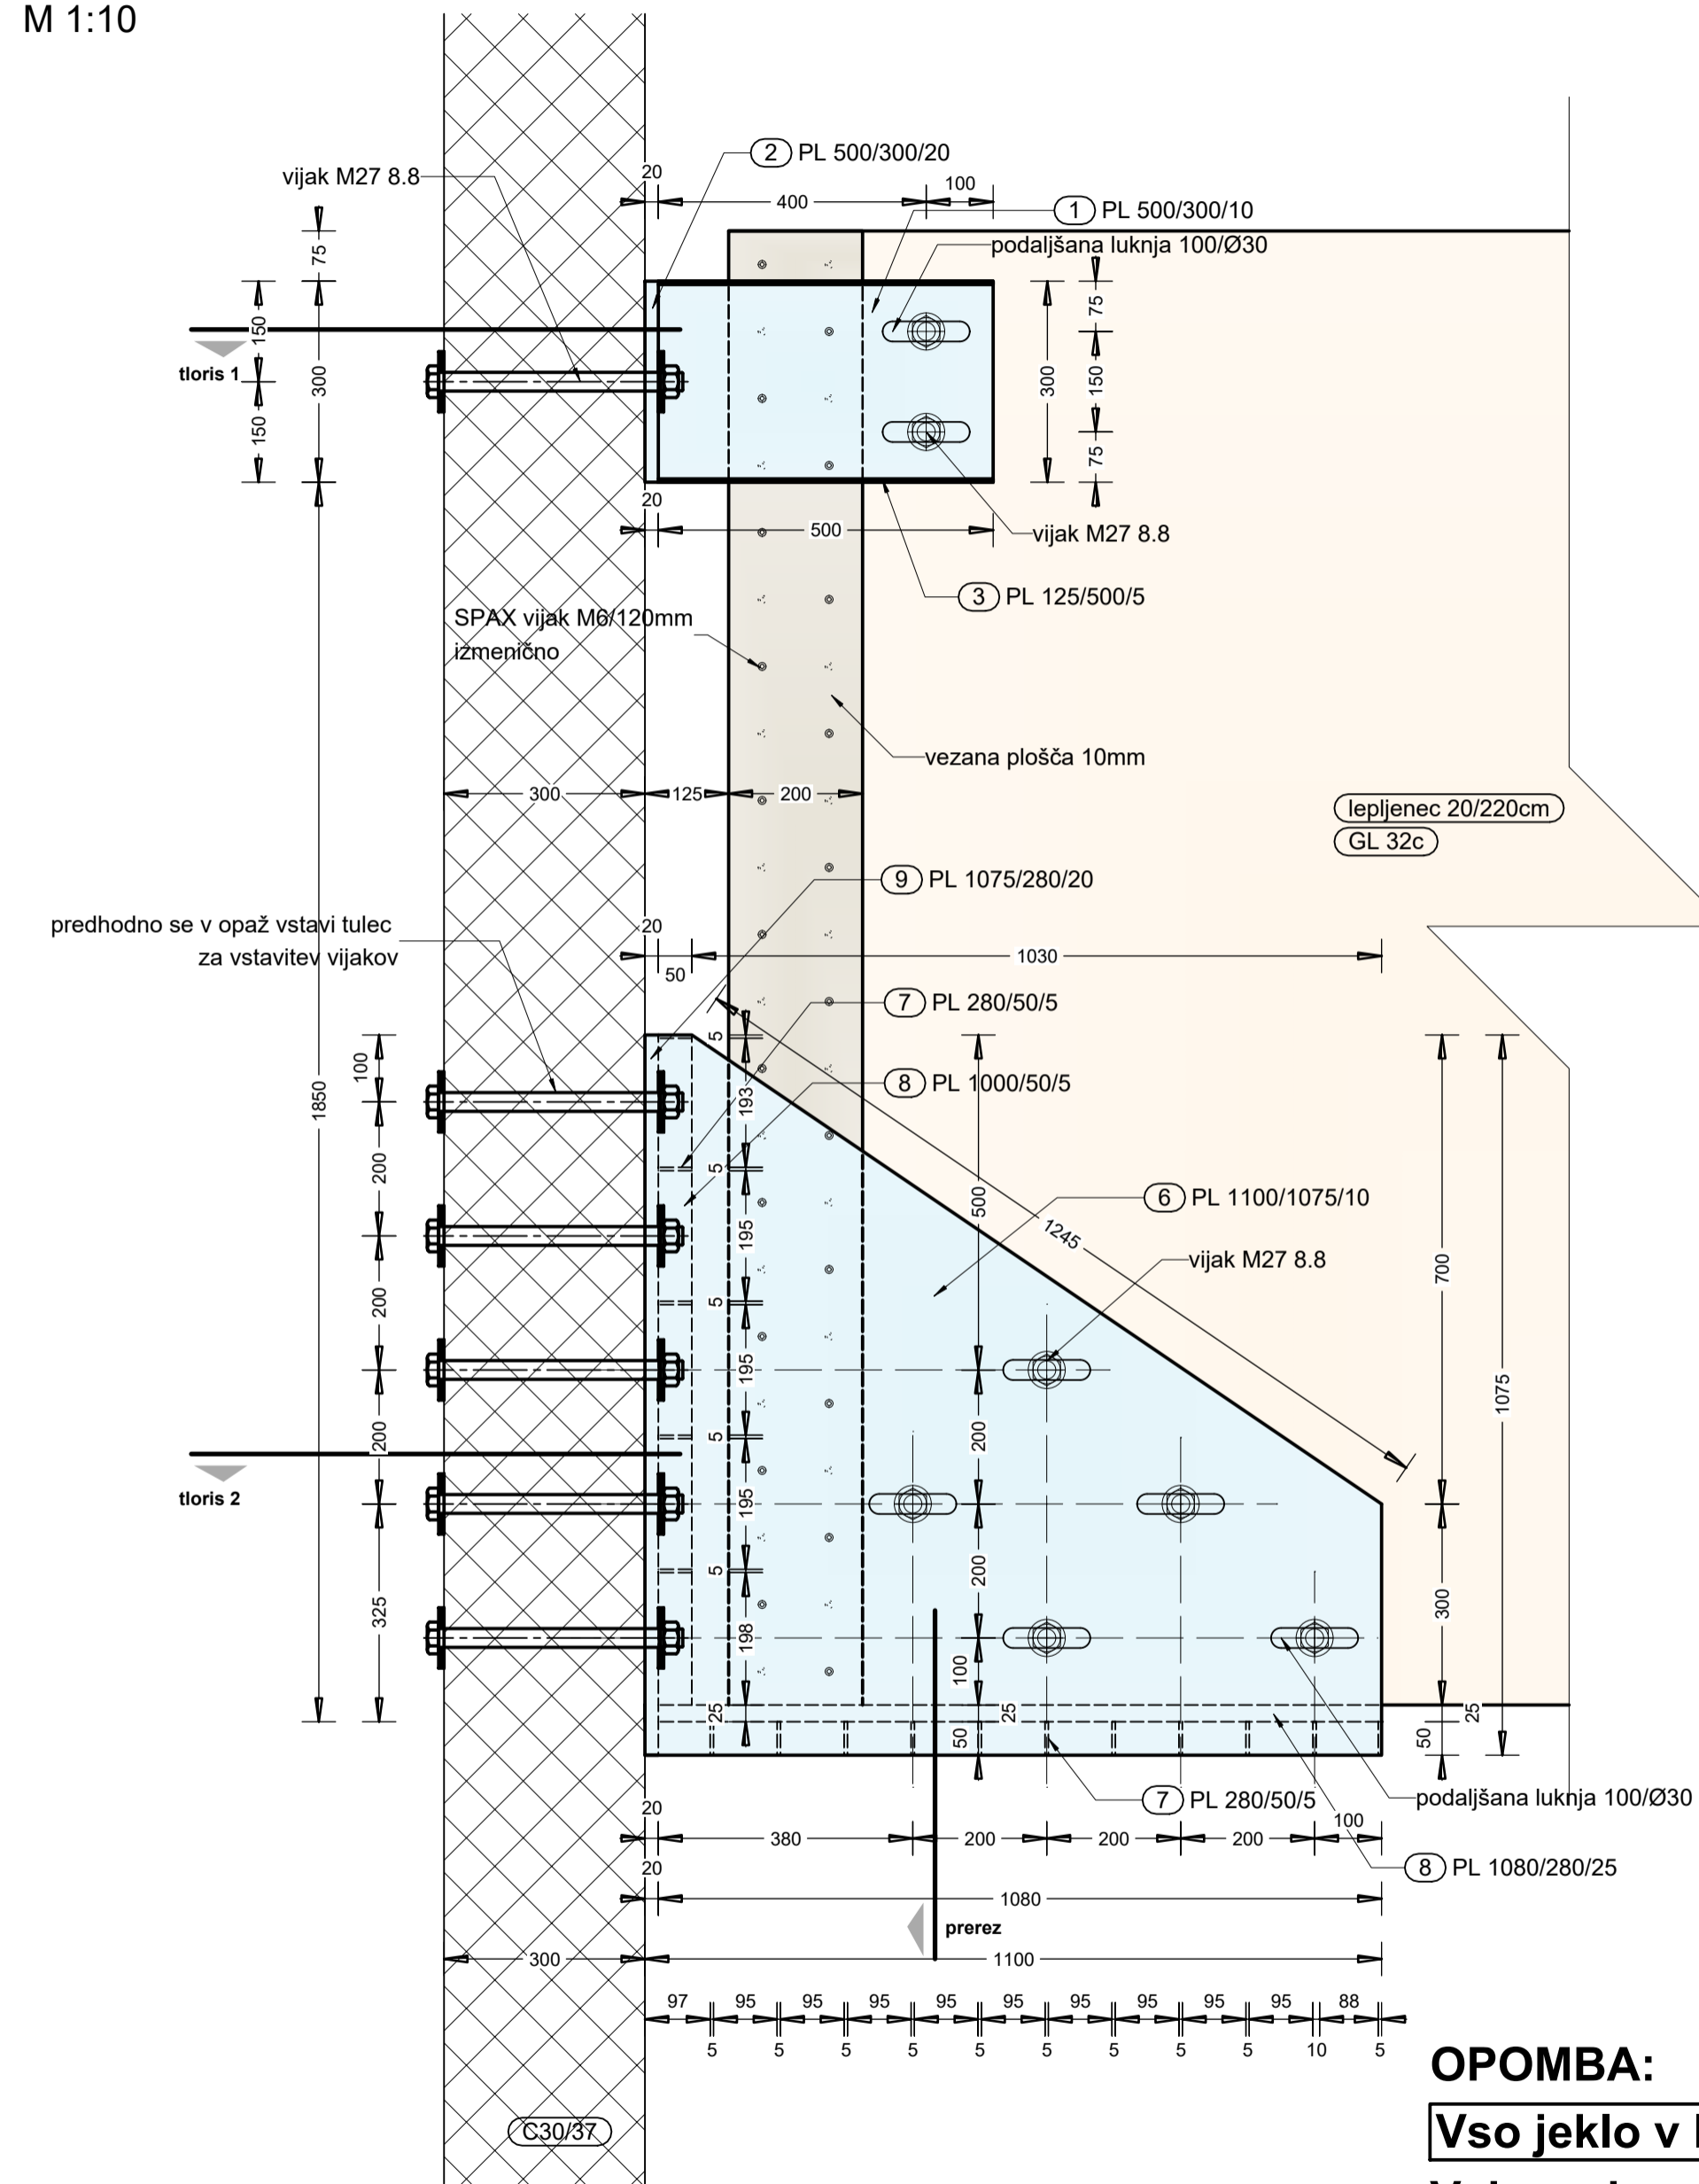 M 1:10
2 PL 500/300/20
vijak M27 8.8
20
400
100
1 PL 500/300/10
podaljšana luknja 100/Ø30
75
150
300
75
150
tloris 1
300
150
150
75
20
500
vijak M27 8.8
3 PL 125/500/5
SPAX vijak M6/120mm
izmenično
vezana plošča 10mm
300
125
200
lepljenec 20/220cm
GL 32c
9 PL 1075/280/20
predhodno se v opaž vstavi tulec
za vstavitev vijakov
20
1030
50
7 PL 280/50/5
5
100
8 PL 1000/50/5
1850
193
200
5
500
6 PL 1100/1075/10
195
1245
vijak M27 8.8
700
200
5
195
1075
200
5
200
tloris 2
195
5
200
300
325
198
100
25
25
25
50
50
7 PL 280/50/5
podaljšana luknja 100/Ø30
20
380
200
200
200
100
8 PL 1080/280/25
20
1080
prerez
300
1100
97 95 95 95 95 95 95 95 95 95 88
5 5 5 5 5 5 5 5 5 10 5
OPOMBA:
Vso jeklo v
C30/37